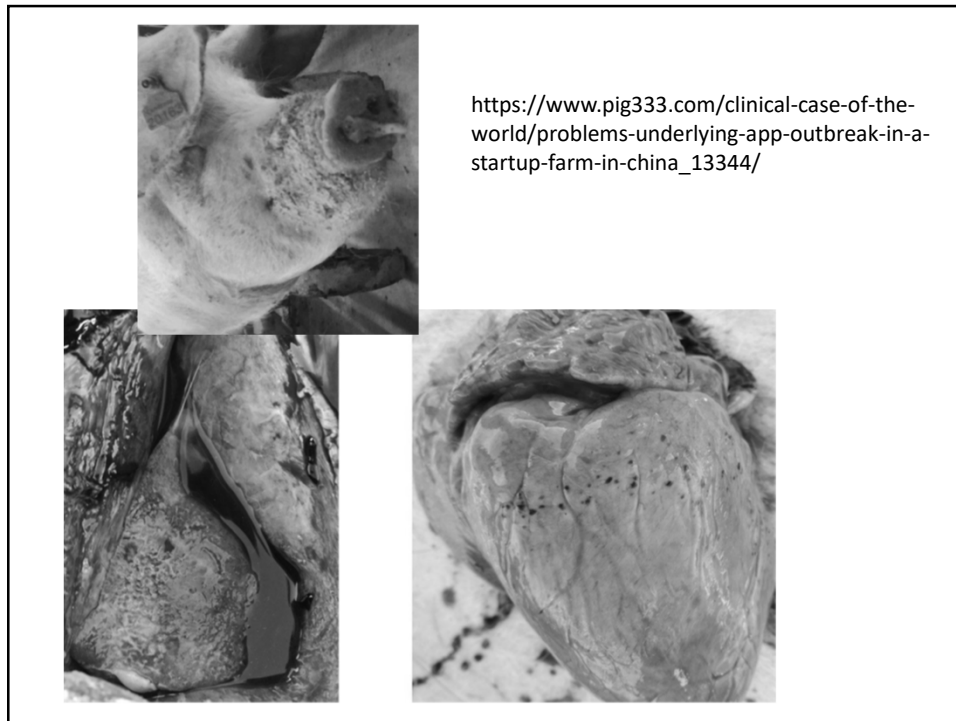 https://www.pig333.com/clinical-case-of-the-
world/problems-underlying-app-outbreak-in-a-
startup-farm-in-china_13344/